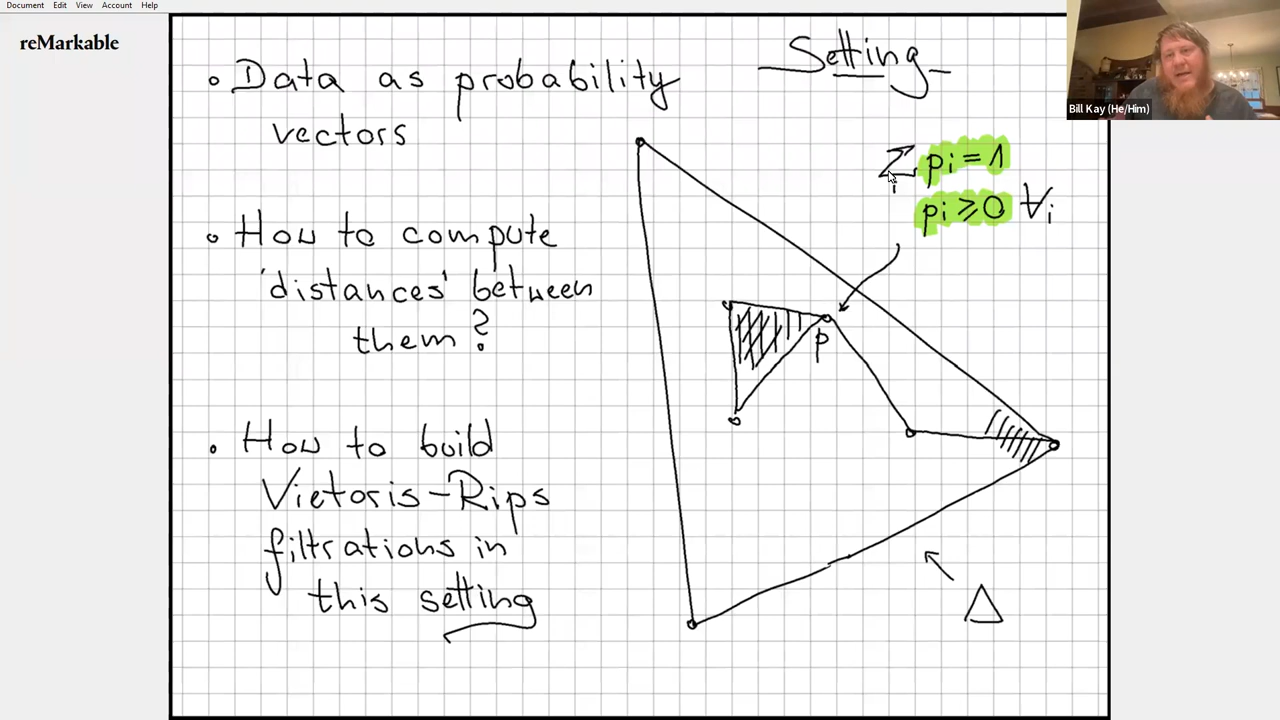 Document Edit View Account Help
reMarkable
Setting
• Data as probability
vectors
• How to compute
'distances' between
them?
• How to build
Vietoris-Rips
filtrations in
this setting
∑ pi = 1
i
pi ≥ 0 ∀i
p
Δ
Bill Kay (He/Him)